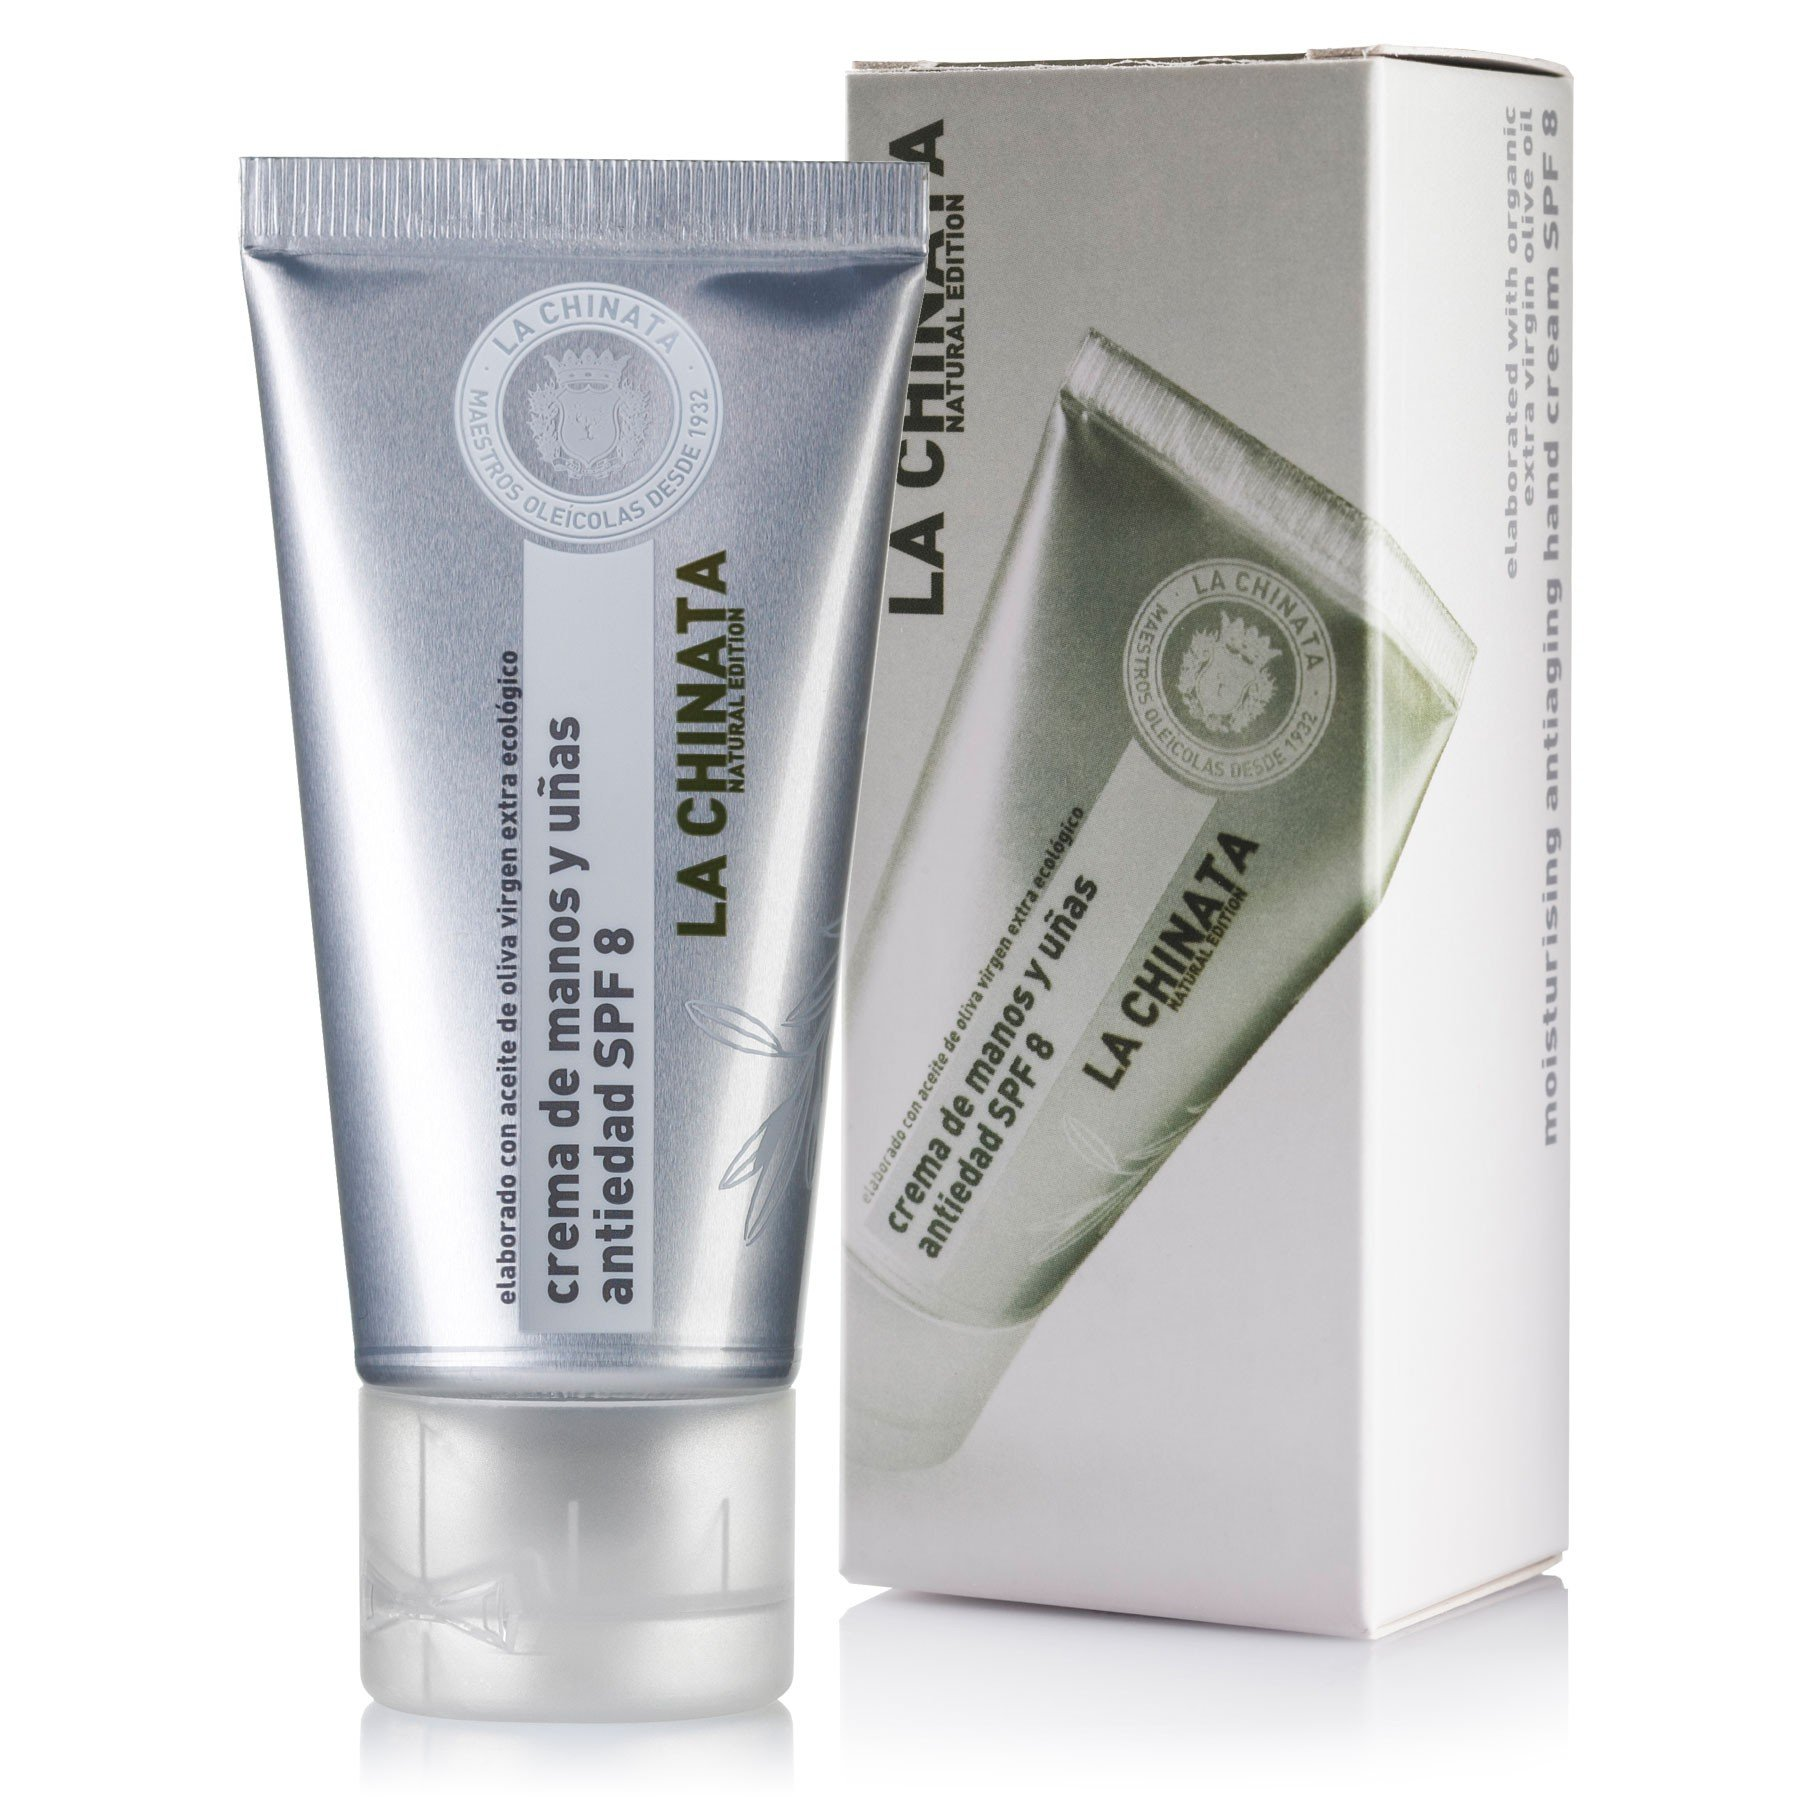 LA CHINATA
MAESTROS OLEÍCOLAS DESDE 1932
elaborado con aceite de oliva virgen extra ecológico
crema de manos y uñas
antiedad SPF 8
LA CHINATA
NATURAL EDITION
LA CHINATA
NATURAL EDITION
LA CHINATA
MAESTROS OLEÍCOLAS DESDE 1932
elaborado con aceite de oliva virgen extra ecológico
crema de manos y uñas
antiedad SPF 8
LA CHINATA
NATURAL EDITION
elaborated with organic
extra virgin olive oil
moisturising antiaging hand cream SPF 8